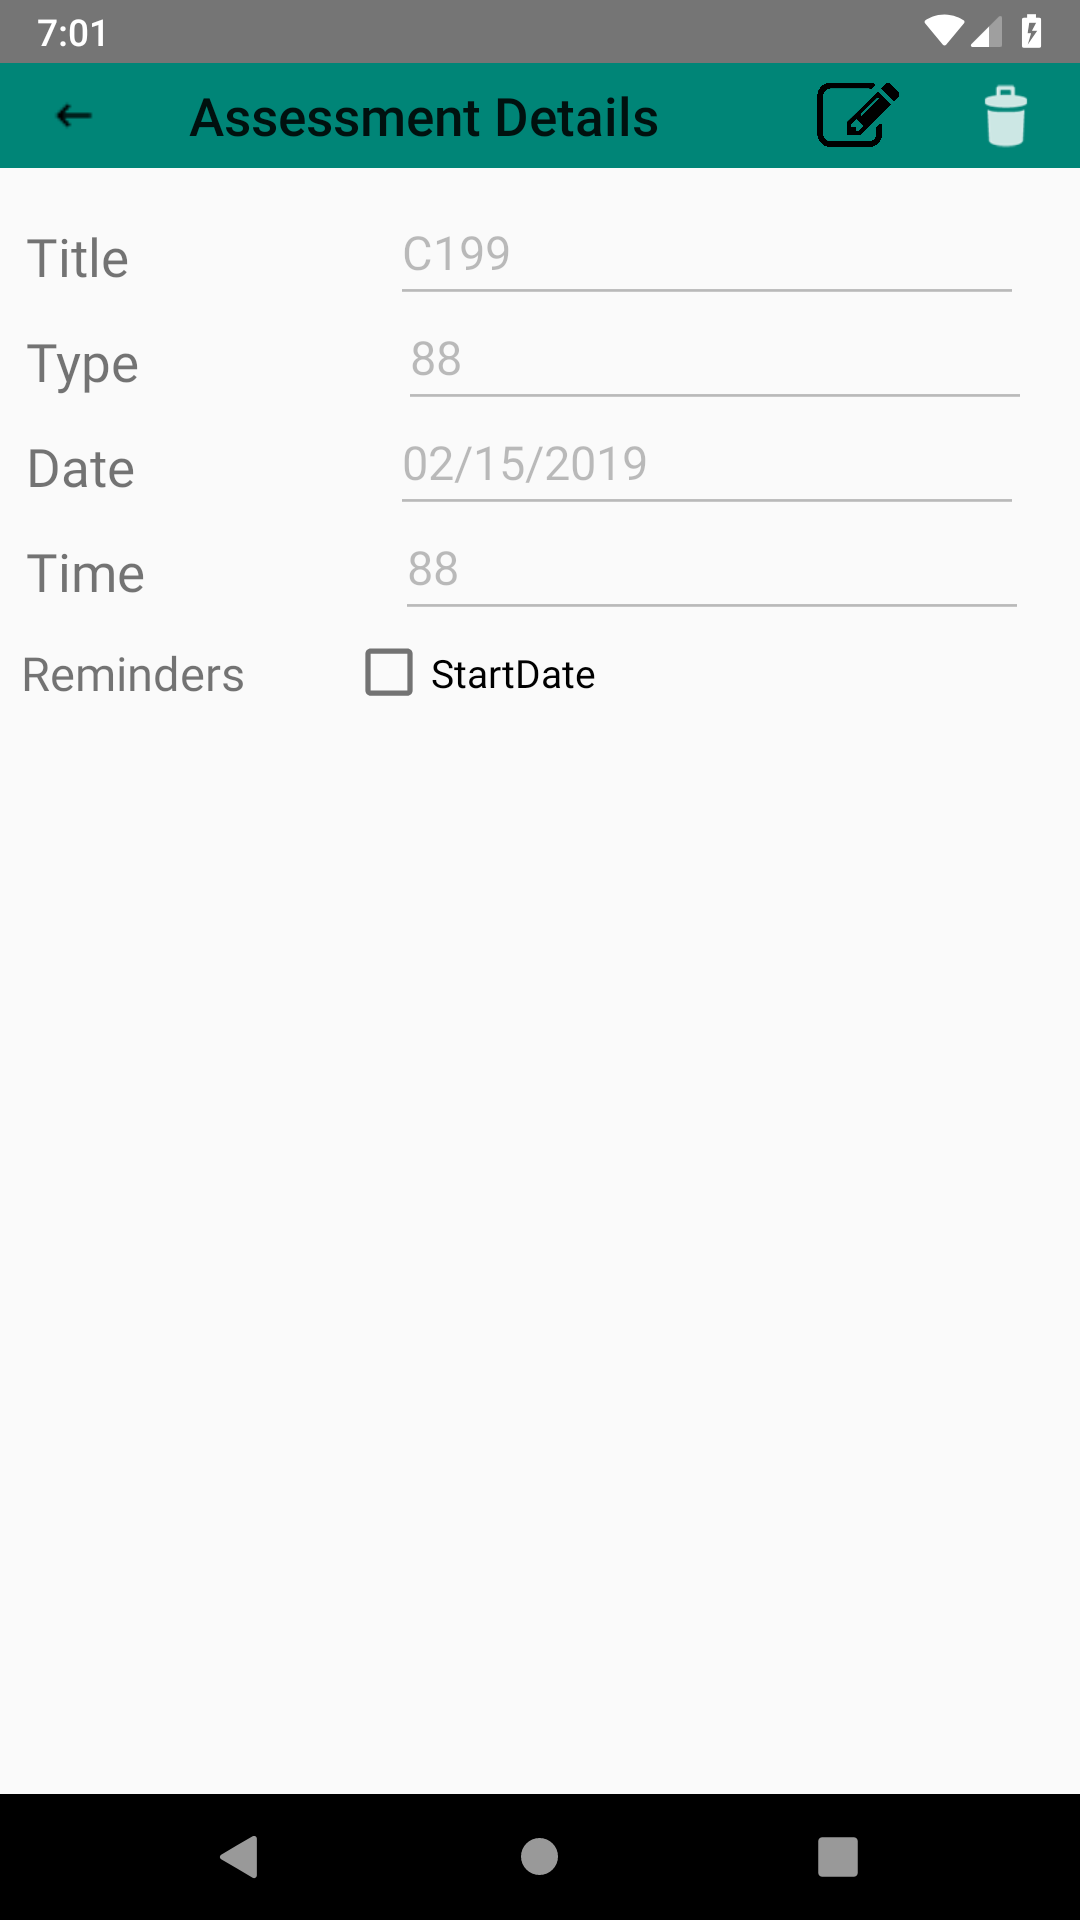 7:01
Assessment Details
Title C199
Type 88
Date 02/15/2019
Time 88
Reminders StartDate